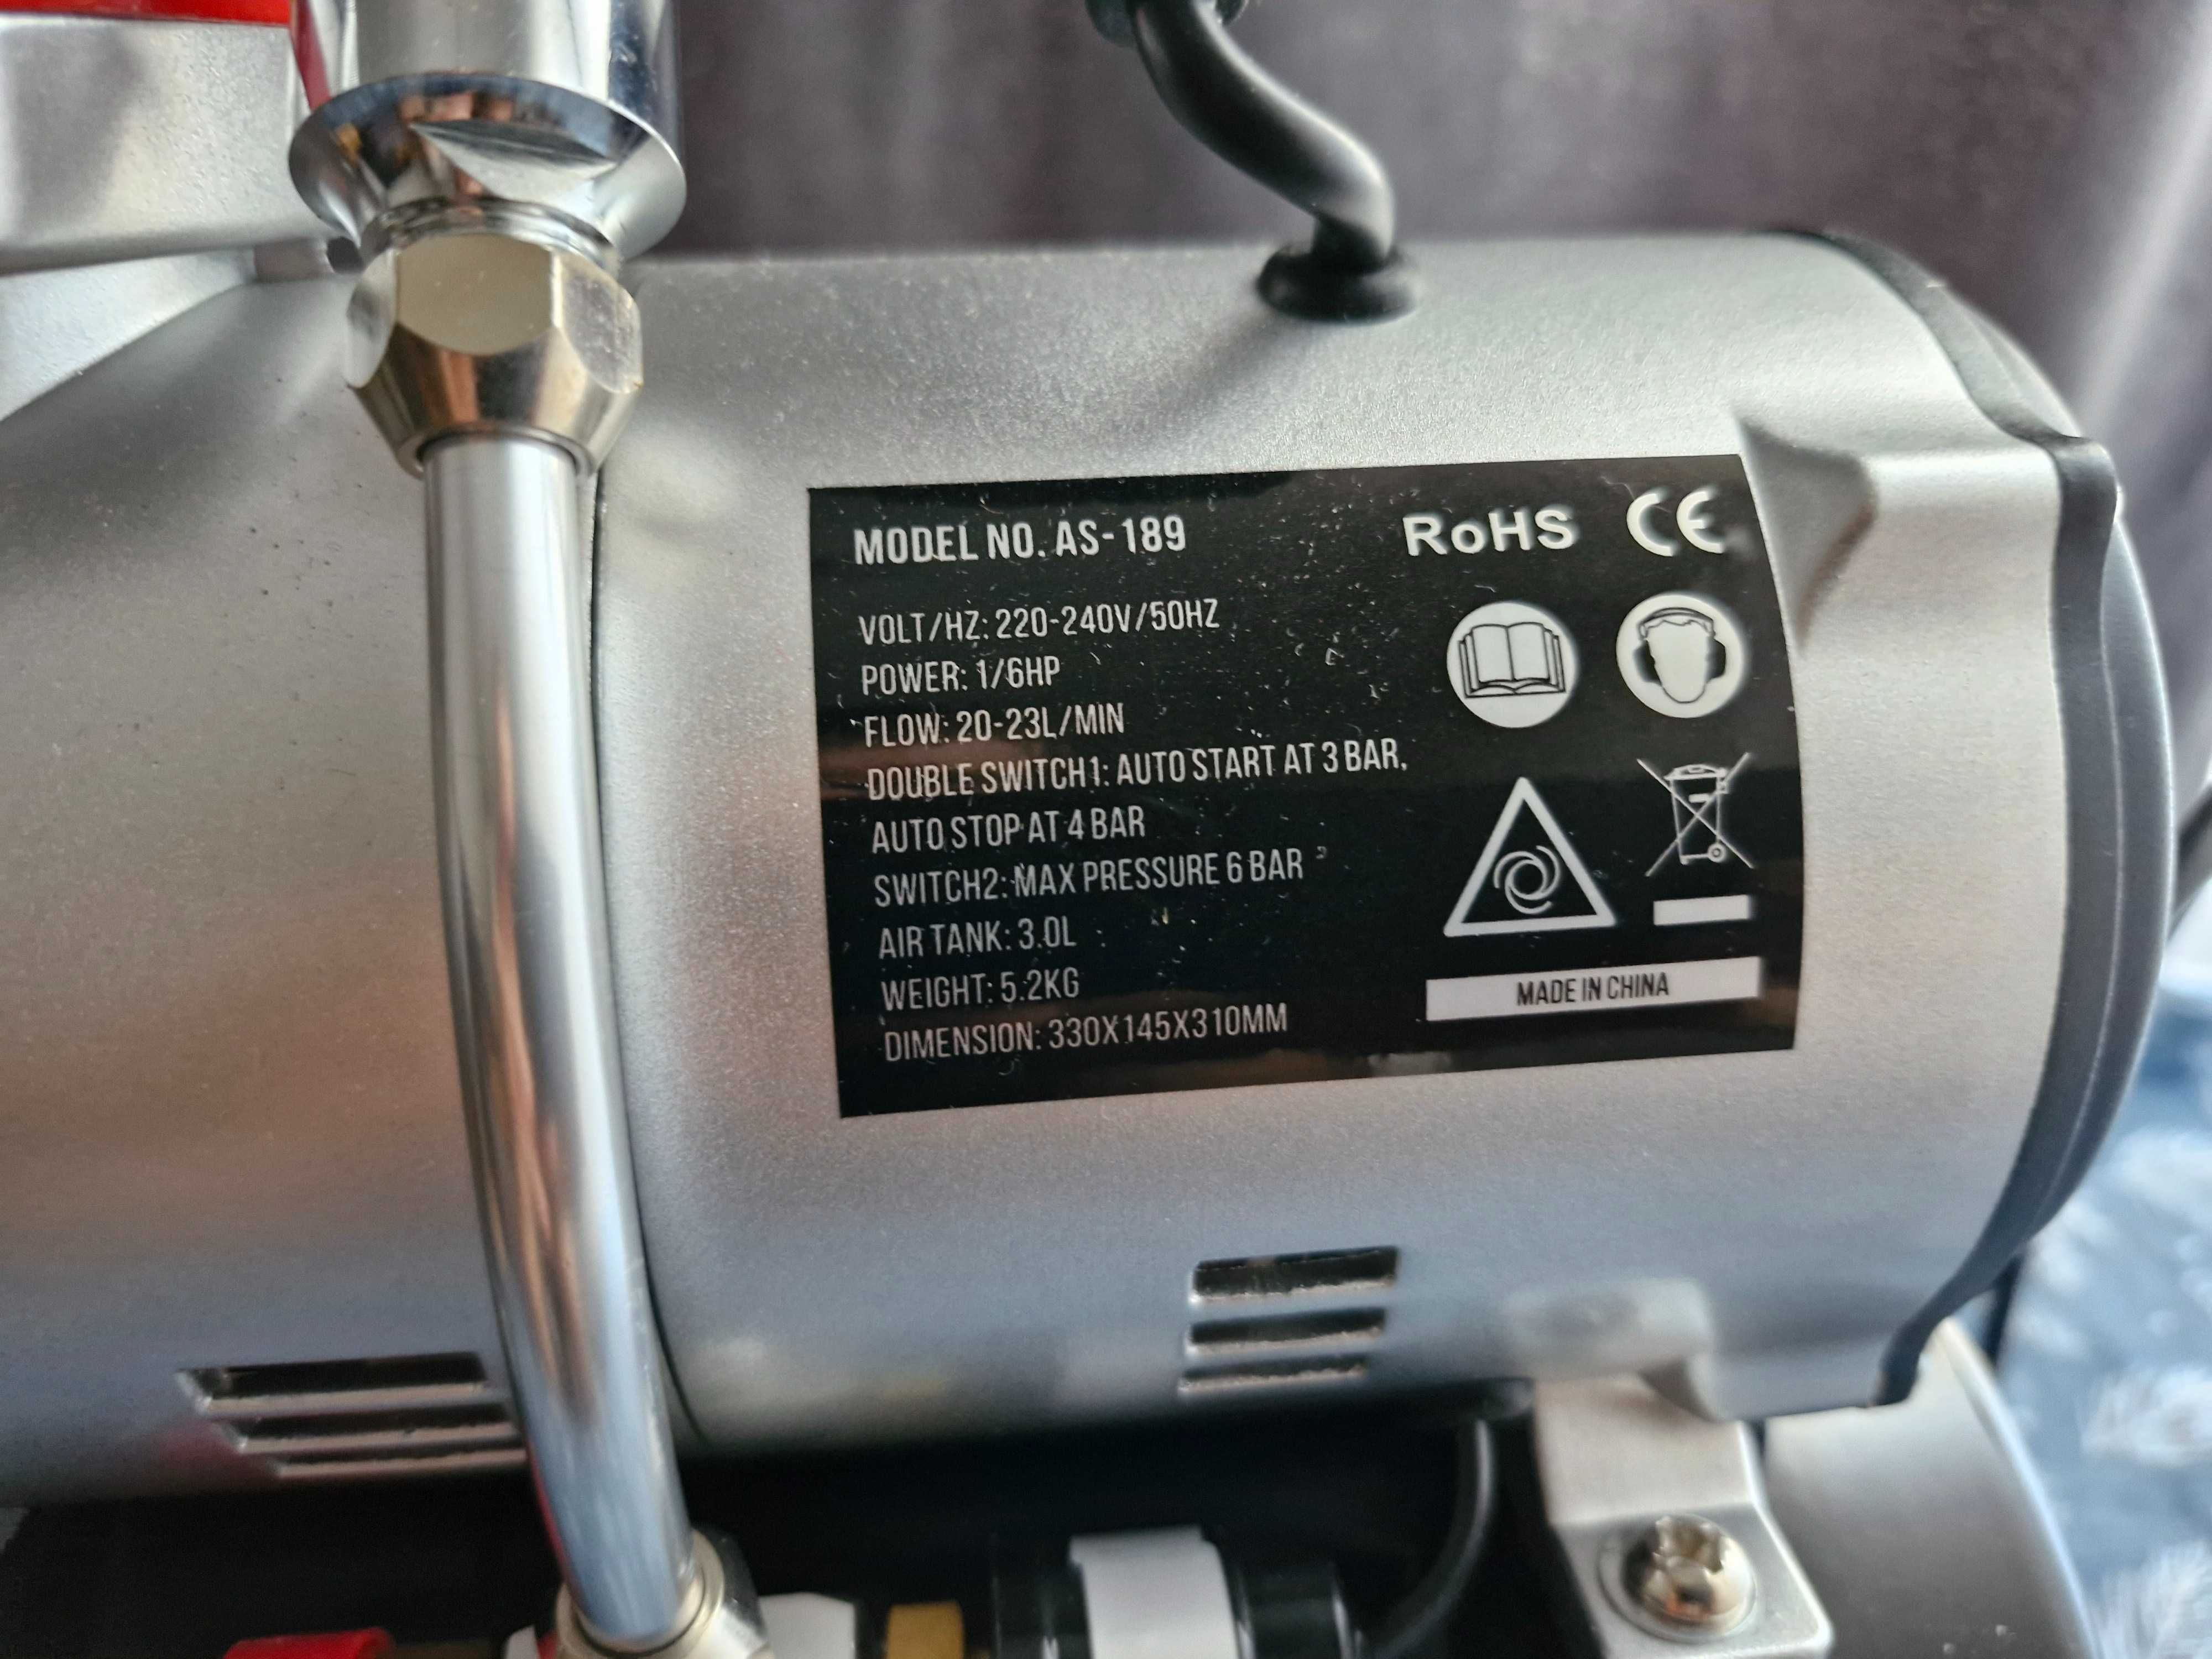 MODEL NO. AS-189
RoHS CE
VOLT/HZ: 220-240V/50HZ
POWER: 1/6HP
FLOW: 20-23L/MIN
DOUBLE SWITCH1: AUTO START AT 3 BAR,
AUTO STOP AT 4 BAR
SWITCH2: MAX PRESSURE 6 BAR
AIR TANK: 3.0L
WEIGHT: 5.2KG
DIMENSION: 330X145X310MM
MADE IN CHINA